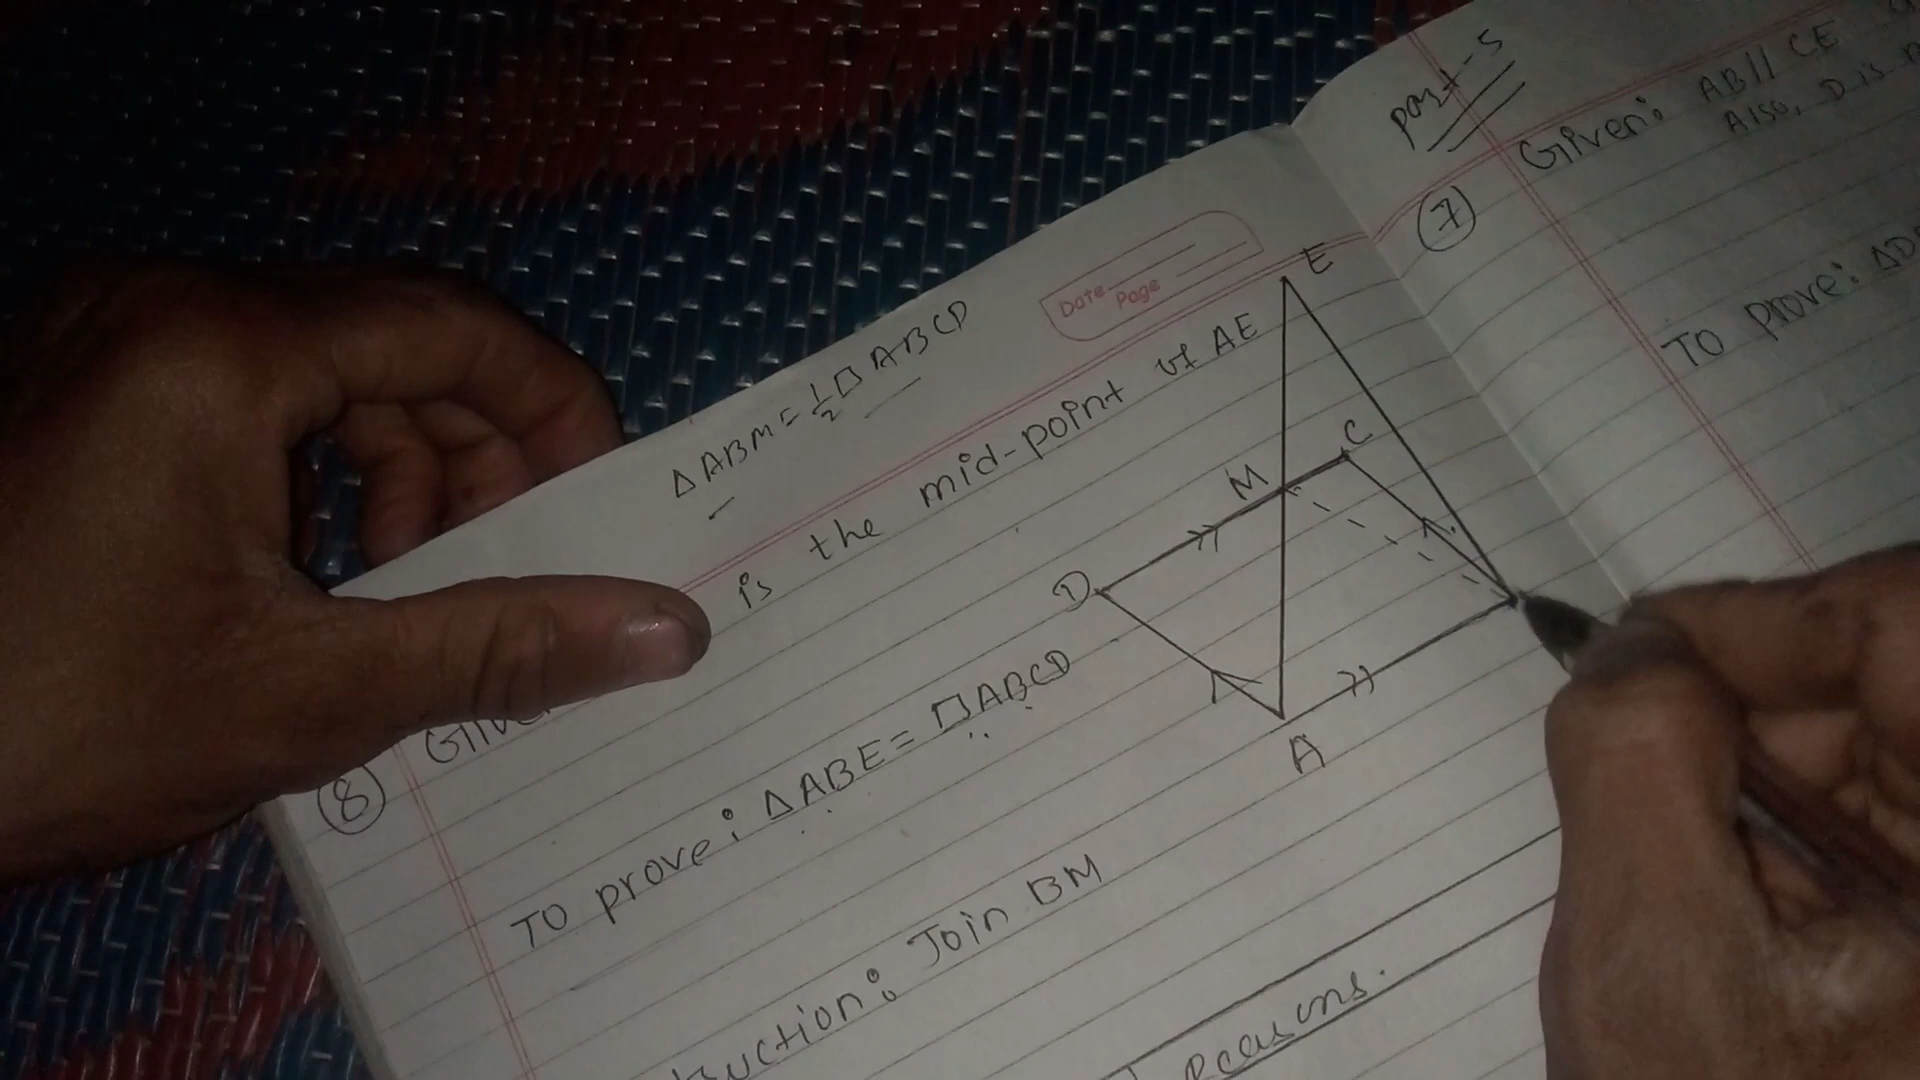 part-5
7
Given: AB// CE
Also, D is
To prove:
Date
Page
E
ΔABM = 1/2 ▱ ABCD
is the mid-point of AE
C
M
D
A
8
To prove: ΔABE = ▱ABCD
Join BM
Reasons.